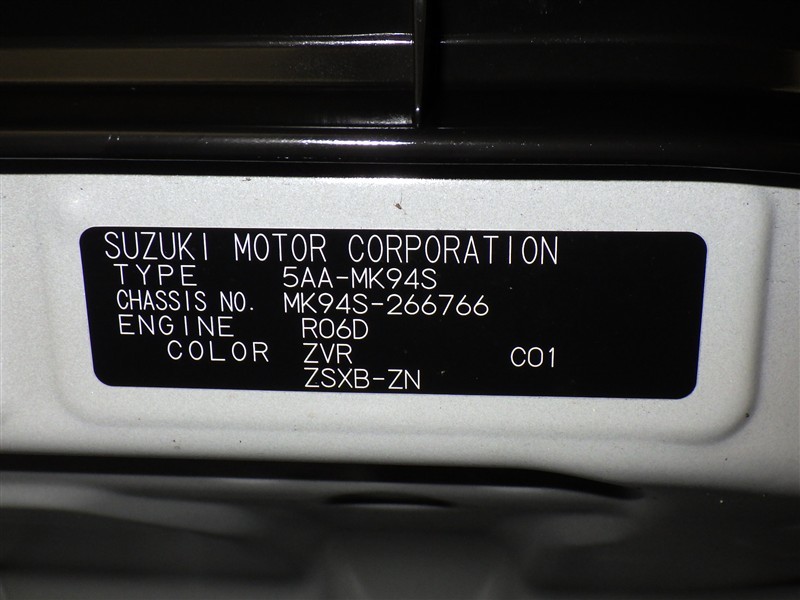 SUZUKI MOTOR CORPORATION
TYPE 5AA-MK94S
CHASSIS NO. MK94S-266766
ENGINE R06D
COLOR ZVR C01
ZSXB-ZN